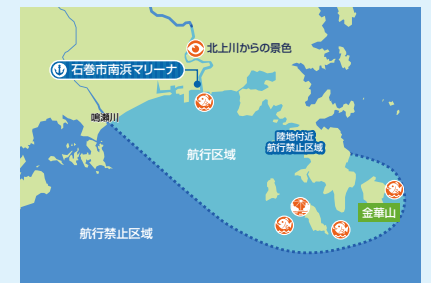 北上川からの景色
石巻市南浜マリーナ
鳴瀬川
陸地付近
航行禁止区域
航行区域
金華山
航行禁止区域